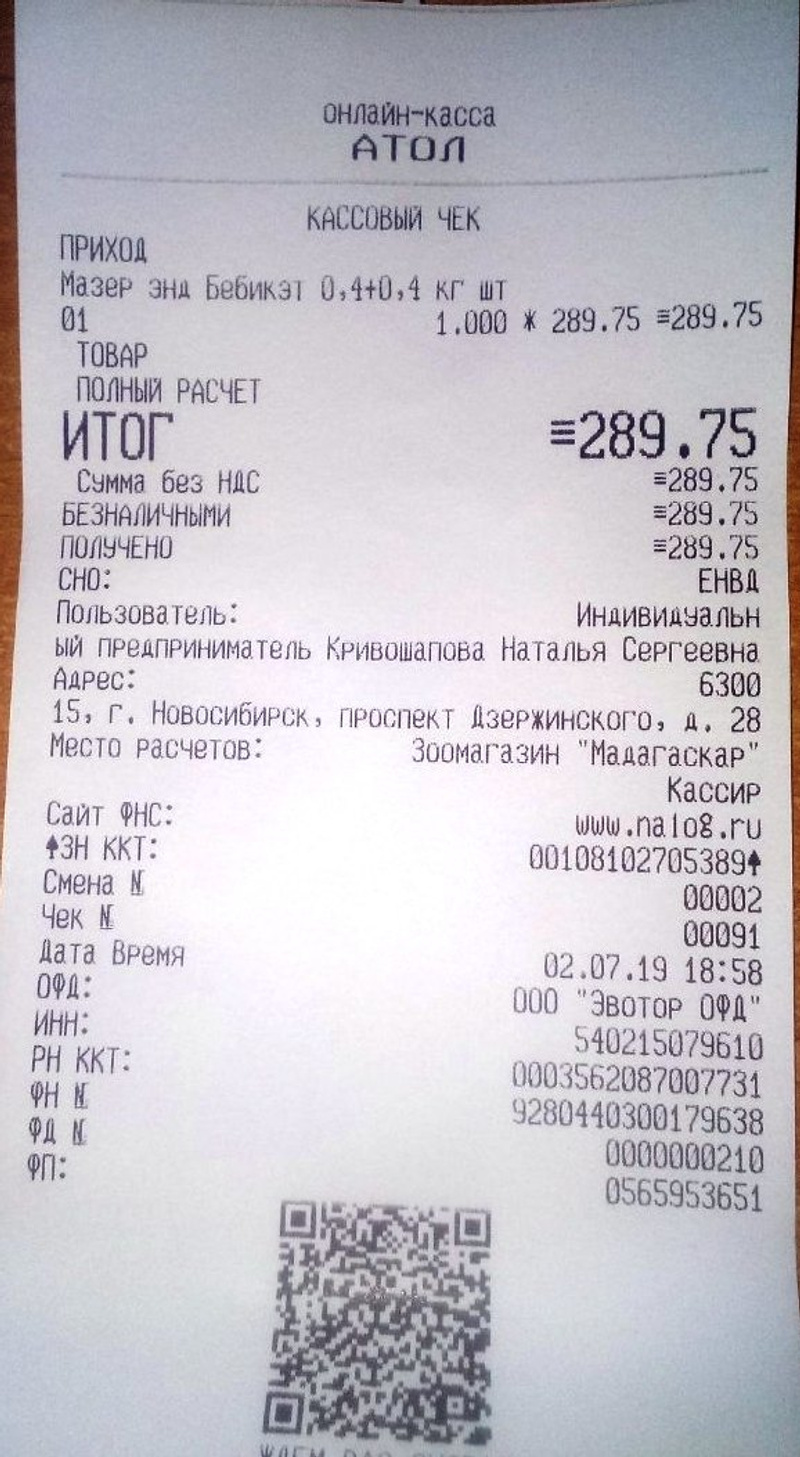 онлайн-касса
АТОЛ
КАССОВЫЙ ЧЕК
ПРИХОД
Мазер энд Бебикэт 0,4+0,4 кг шт
01 1.000 * 289.75 ≡289.75
ТОВАР
ПОЛНЫЙ РАСЧЕТ
ИТОГ ≡289.75
Сумма без НДС ≡289.75
БЕЗНАЛИЧНЫМИ ≡289.75
ПОЛУЧЕНО ≡289.75
СНО: ЕНВД
Пользователь: Индивидуальн
ый предприниматель Кривошапова Наталья Сергеевна
Адрес: 6300
15, г. Новосибирск, проспект Дзержинского, д. 28
Место расчетов: Зоомагазин "Мадагаскар"
Кассир
Сайт ФНС: www.nalog.ru
↑ЗН ККТ: 00108102705389↑
Смена № 00002
Чек № 00091
Дата Время 02.07.19 18:58
ОФД: ООО "Эвотор ОФД"
ИНН: 540215079610
РН ККТ: 0003562087007731
ФН № 9280440300179638
ФД № 0000000210
ФП: 0565953651